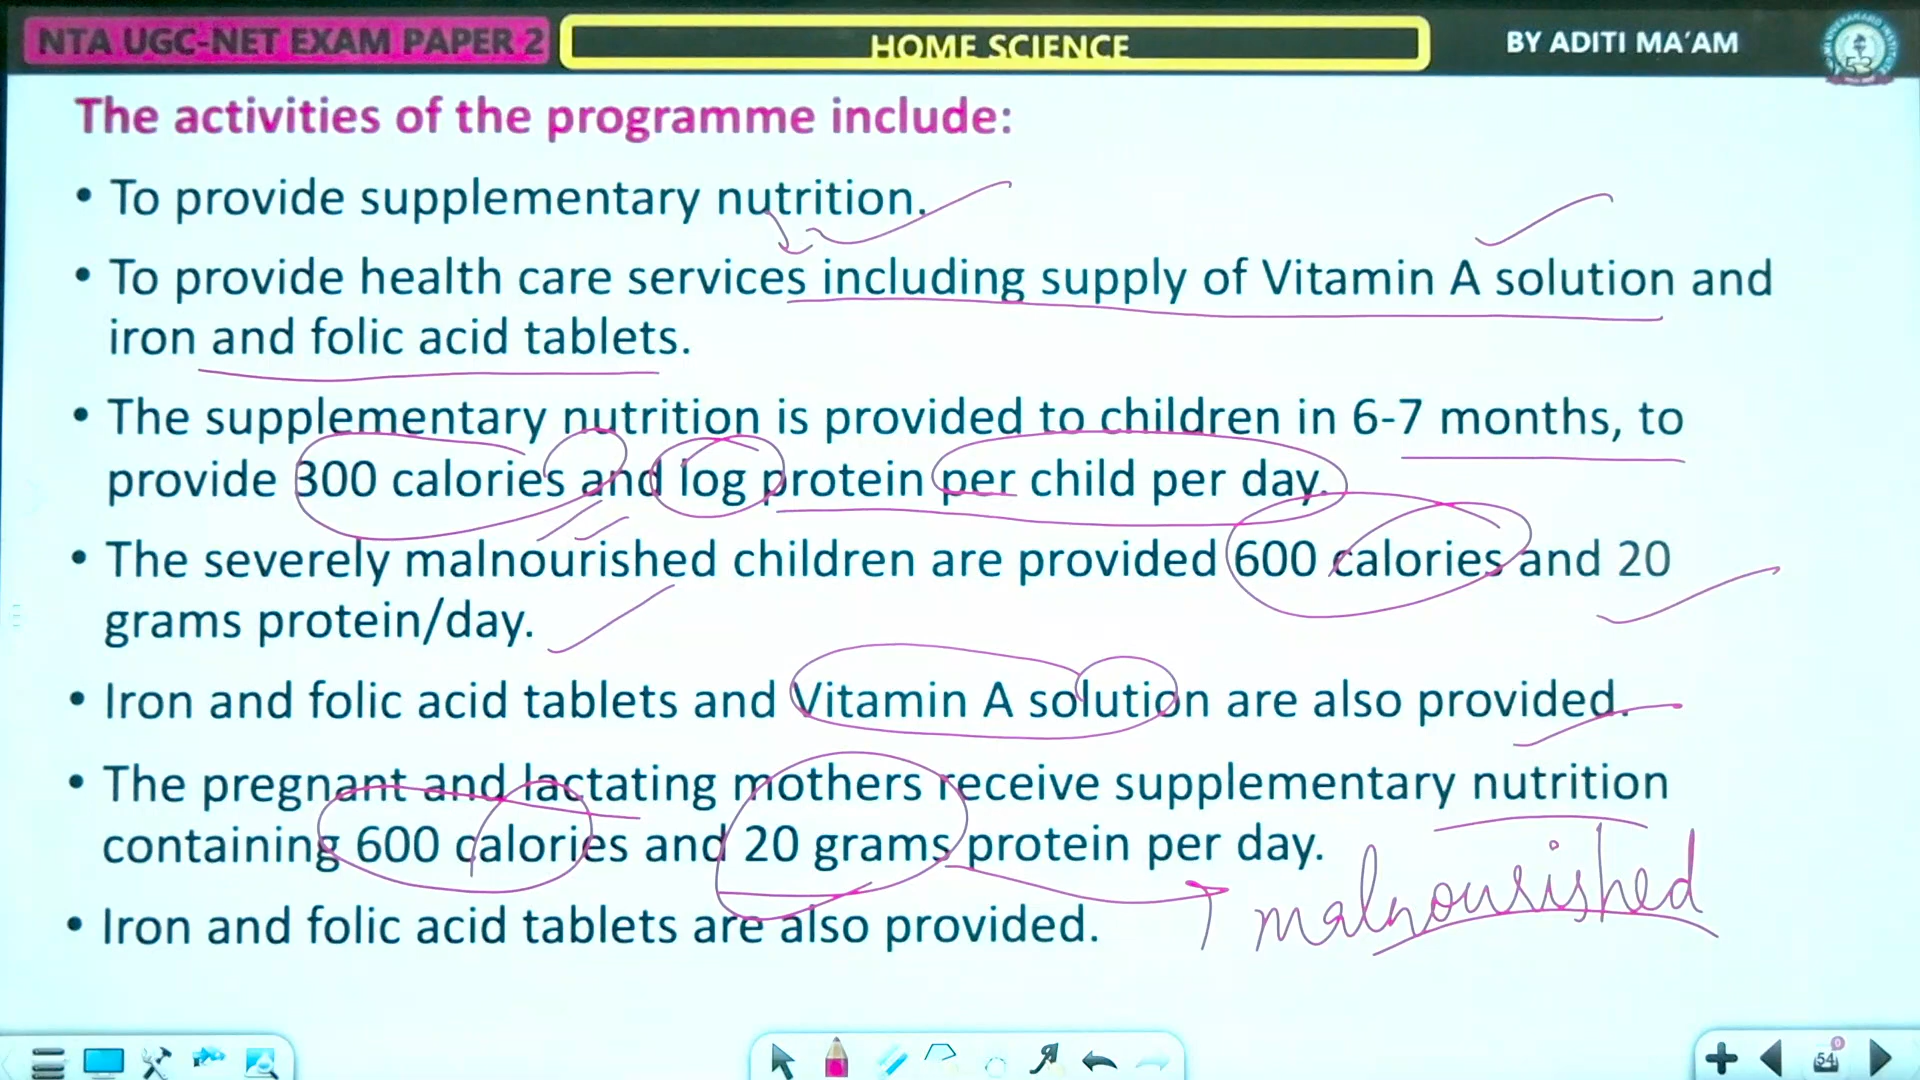 NTA UGC-NET EXAM PAPER 2
HOME SCIENCE
BY ADITI MA'AM
53
The activities of the programme include:
• To provide supplementary nutrition.
• To provide health care services including supply of Vitamin A solution and
iron and folic acid tablets.
• The supplementary nutrition is provided to children in 6-7 months, to
provide 300 calories and log protein per child per day.
• The severely malnourished children are provided 600 calories and 20
grams protein/day.
• Iron and folic acid tablets and Vitamin A solution are also provided.
• The pregnant and lactating mothers receive supplementary nutrition
containing 600 calories and 20 grams protein per day.
malnourished
• Iron and folic acid tablets are also provided.
0
54